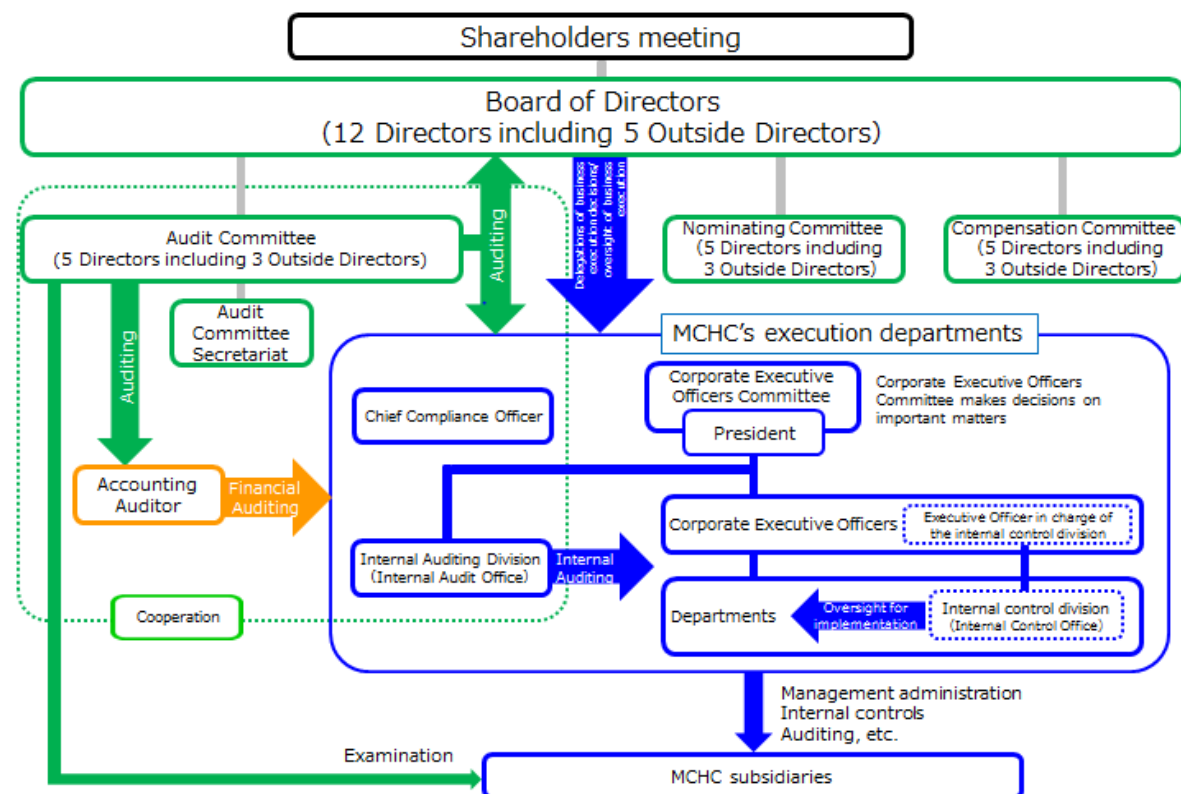 Shareholders meeting
Board of Directors
(12 Directors including 5 Outside Directors)
Delegations of business
execution decisions/
oversight of business
execution
Auditing
Audit Committee
(5 Directors including 3 Outside Directors)
Nominating Committee
(5 Directors including
3 Outside Directors)
Compensation Committee
(5 Directors including
3 Outside Directors)
Audit
Committee
Secretariat
Auditing
MCHC's execution departments
Corporate Executive
Officers Committee
Corporate Executive Officers
Committee makes decisions on
important matters
President
Chief Compliance Officer
Accounting
Auditor
Financial
Auditing
Corporate Executive Officers
Executive Officer in charge of
the internal control division
Internal Auditing Division
(Internal Audit Office)
Internal
Auditing
Departments
Oversight for
implementation
Internal control division
(Internal Control Office)
Cooperation
Management administration
Internal controls
Auditing, etc.
Examination
MCHC subsidiaries